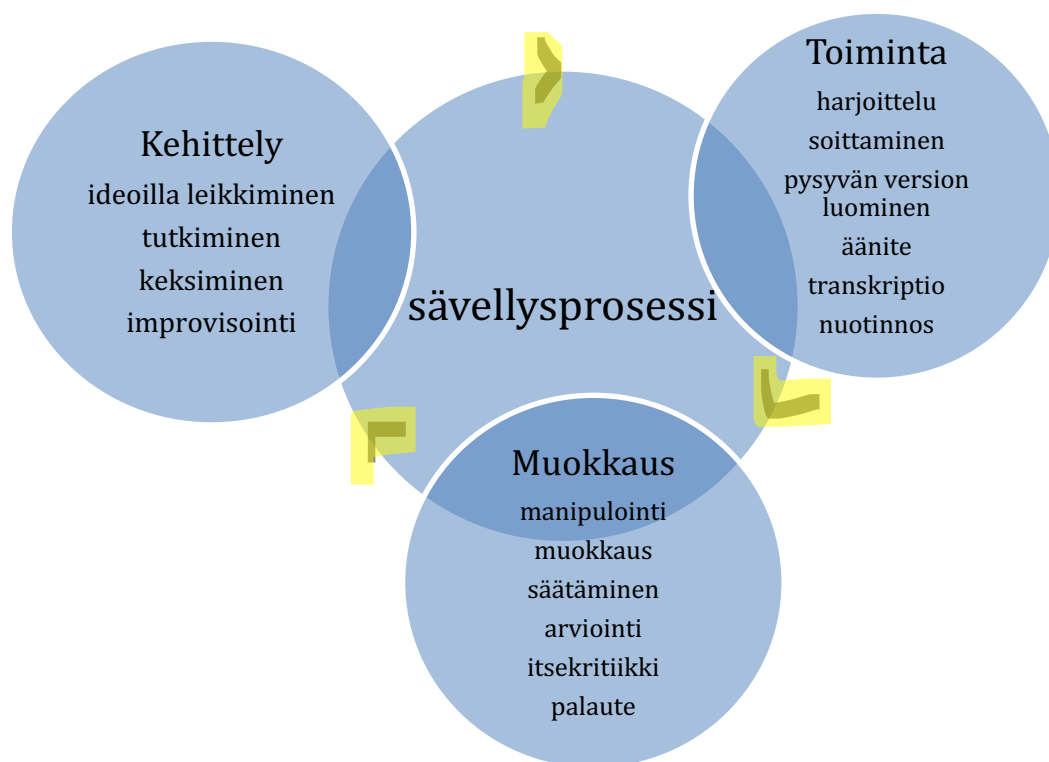 Kehittely
ideoilla leikkiminen
tutkiminen
keksiminen
improvisointi
sävellysprosessi
Toiminta
harjoittelu
soittaminen
pysyvän version
luominen
äänite
transkriptio
nuotinnos
Muokkaus
manipulointi
muokkaus
säätäminen
arviointi
itsekritiikki
palaute